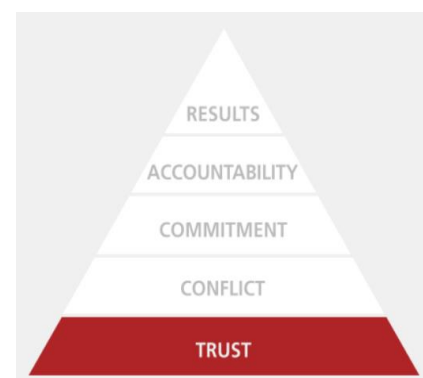 RESULTS
ACCOUNTABILITY
COMMITMENT
CONFLICT
TRUST